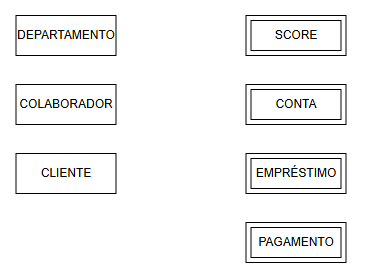 DEPARTAMENTO
SCORE
COLABORADOR
CONTA
CLIENTE
EMPRÉSTIMO
PAGAMENTO